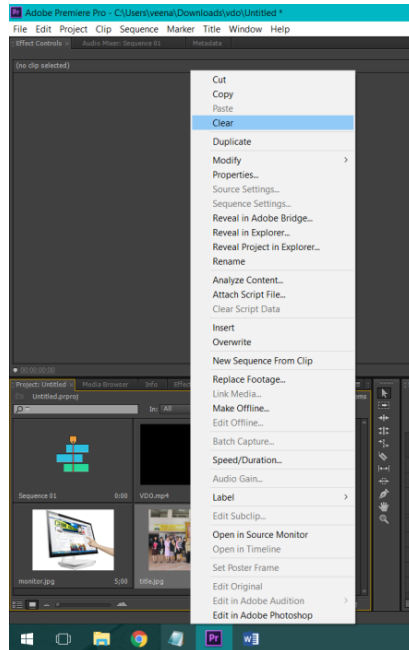 Adobe Premiere Pro - C:\Users\veena\Downloads\vdo\Untitled *
File Edit Project Clip Sequence Marker Title Window Help
Effect Controls Audio Mixer: Sequence 01 Metadata
(no clip selected)
Cut
Copy
Paste
Clear
Duplicate
Modify
Properties...
Source Settings...
Sequence Settings...
Reveal in Adobe Bridge...
Reveal in Explorer...
Reveal Project in Explorer...
Rename
Analyze Content...
Attach Script File...
Clear Script Data
Insert
Overwrite
New Sequence From Clip
Replace Footage...
Link Media...
Make Offline...
Edit Offline...
Batch Capture...
Speed/Duration...
Audio Gain...
Label
Edit Subclip...
Open in Source Monitor
Open in Timeline
Set Poster Frame
Edit Original
Edit in Adobe Audition
Edit in Adobe Photoshop
00:00:00:00
Project: Untitled Media Browser Info Effect
Untitled.prproj
In: All
Sequence 01 0:00 VDO.mp4
monitor.jpg 5;00 title.jpg
Pr